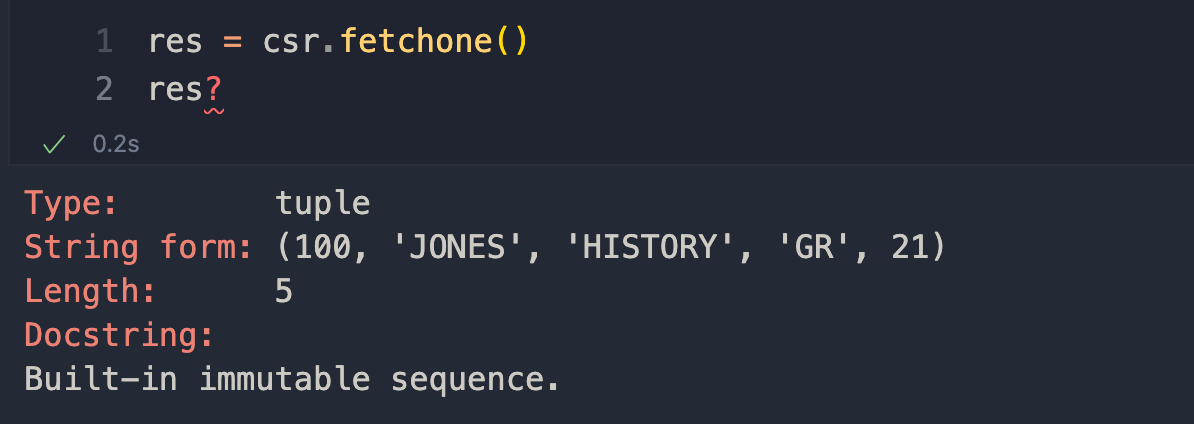 1 res = csr.fetchone()
2 res?
✓ 0.2s
Type: tuple
String form: (100, 'JONES', 'HISTORY', 'GR', 21)
Length: 5
Docstring:
Built-in immutable sequence.